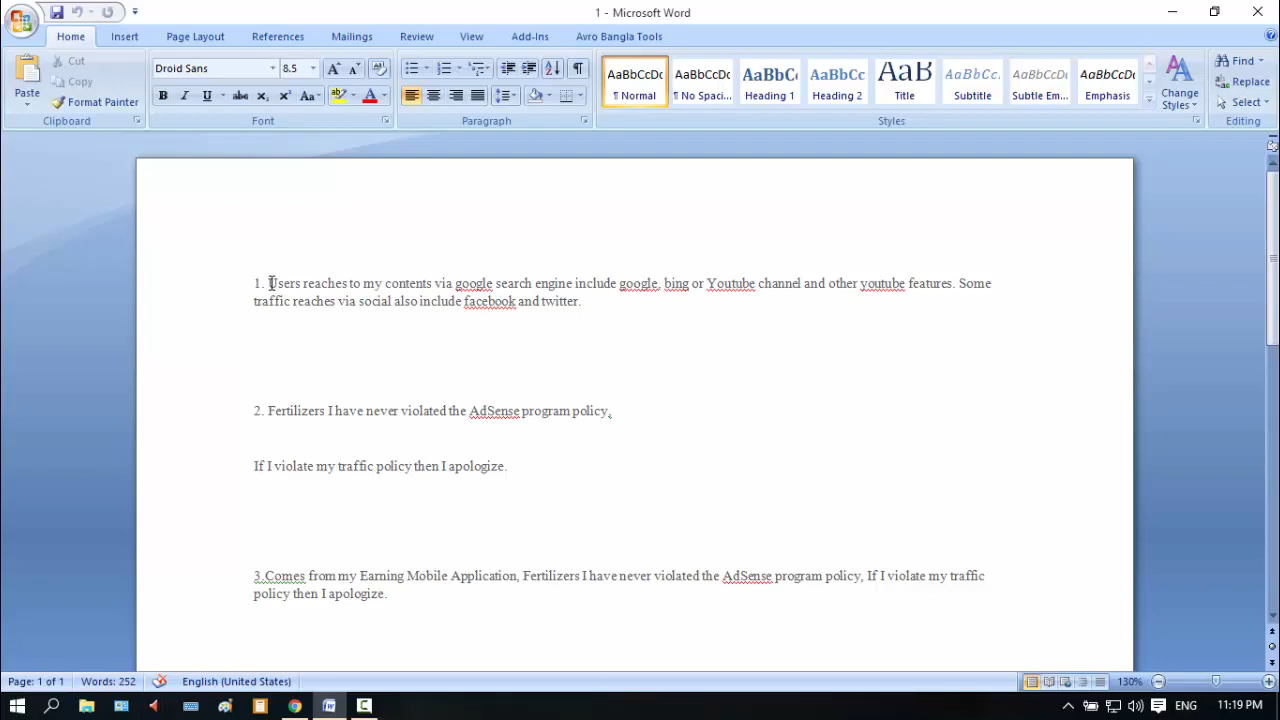 1 - Microsoft Word
Home Insert Page Layout References Mailings Review View Add-Ins Avro Bangla Tools
Paste
Cut
Copy
Format Painter
Clipboard
Droid Sans 8.5
Font
Paragraph
AaBbCcDc AaBbCcDc AaBbCc AaBbCc AaB AaBbCc. AaBbCcDc AaBbCcDc
¶ Normal ¶ No Spaci... Heading 1 Heading 2 Title Subtitle Subtle Em... Emphasis
Change Styles
Styles
Find
Replace
Select
Editing
1. Users reaches to my contents via google search engine include google, bing or Youtube channel and other youtube features. Some
traffic reaches via social also include facebook and twitter.
2. Fertilizers I have never violated the AdSense program policy,
If I violate my traffic policy then I apologize.
3.Comes from my Earning Mobile Application, Fertilizers I have never violated the AdSense program policy, If I violate my traffic
policy then I apologize.
Page: 1 of 1 Words: 252 English (United States) 130%
ENG 11:19 PM